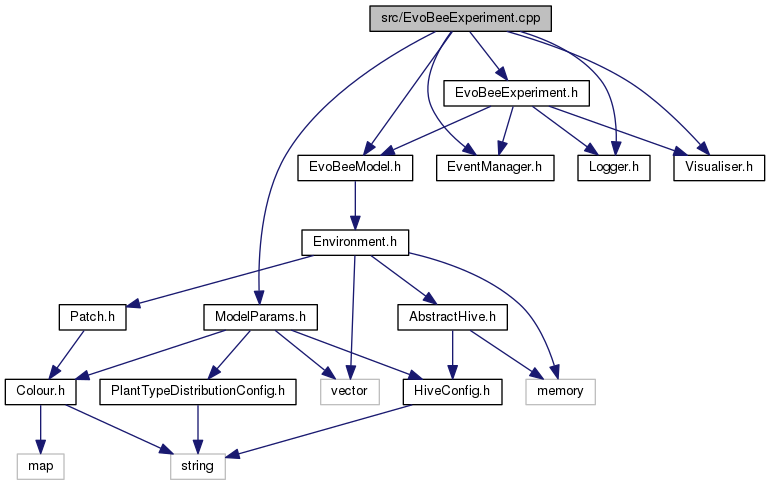 src/EvoBeeExperiment.cpp
EvoBeeExperiment.h
EvoBeeModel.h
EventManager.h
Logger.h
Visualiser.h
Environment.h
Patch.h
ModelParams.h
AbstractHive.h
Colour.h
PlantTypeDistributionConfig.h
vector
HiveConfig.h
memory
map
string